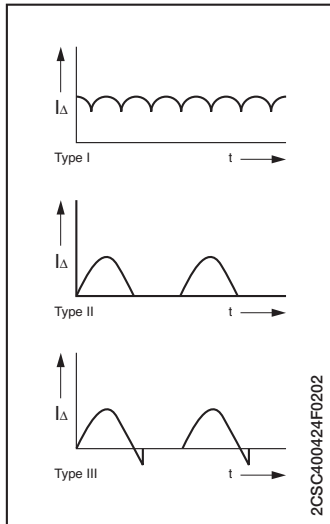 IΔ
Type I t
IΔ
Type II t
IΔ
Type III t
2CSC400424F0202